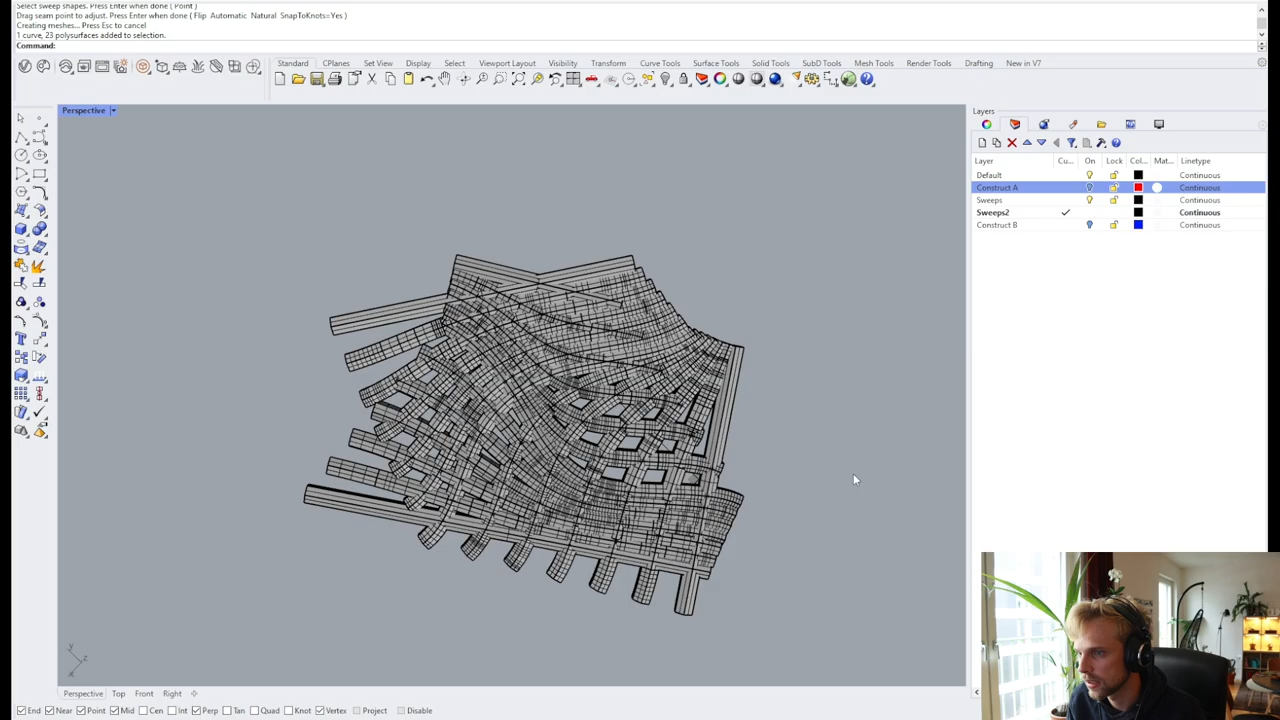 Select sweep shapes. Press Enter when done ( Point )
Drag seam point to adjust. Press Enter when done ( Flip Automatic Natural SnapToKnots=Yes )
Creating meshes... Press Esc to cancel
1 curve, 23 polysurfaces added to selection.
Command:
Standard CPlanes Set View Display Select Viewport Layout Visibility Transform Curve Tools Surface Tools Solid Tools SubD Tools Mesh Tools Render Tools Drafting New in V7
Perspective
Layers
Layer Cu... On Lock Col... Mat... Linetype
Default Continuous
Construct A Continuous
Sweeps Continuous
Sweeps2 Continuous
Construct B Continuous
y
z
x
Perspective Top Front Right
End Near Point Mid Cen Int Perp Tan Quad Knot Vertex Project Disable